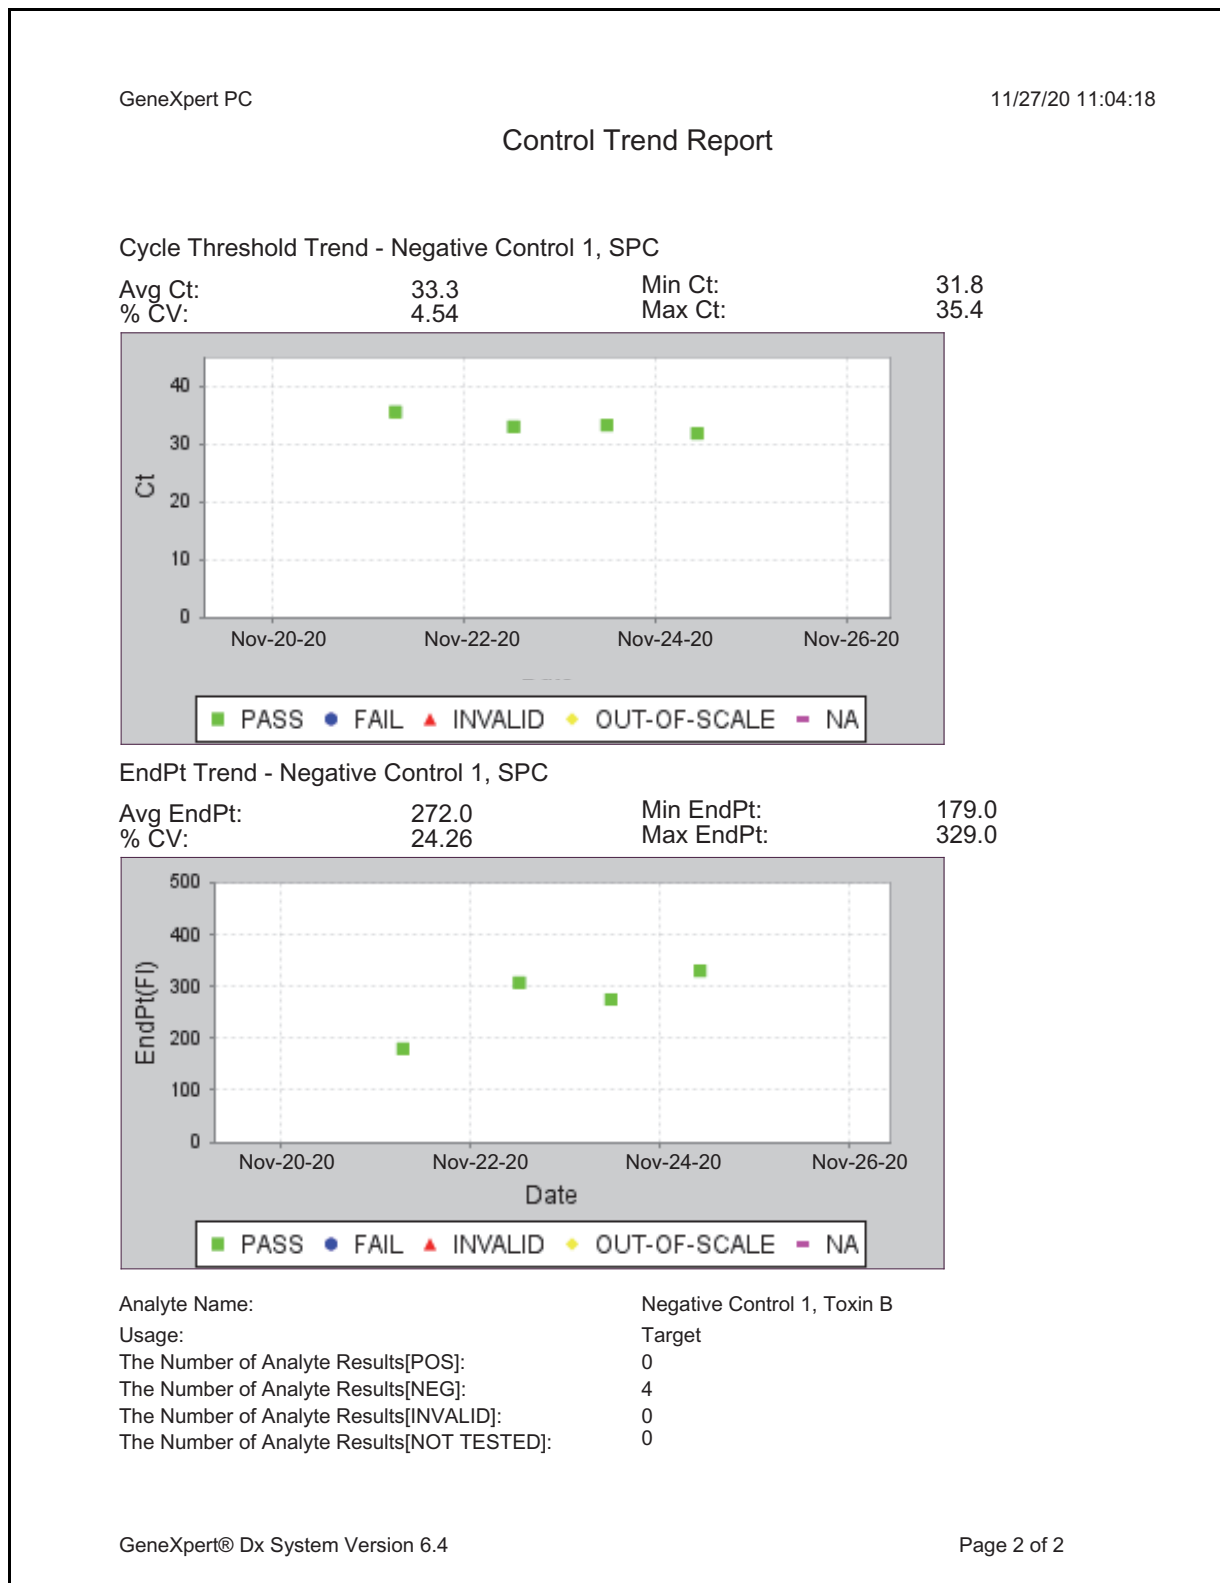 GeneXpert PC 11/27/20 11:04:18
Control Trend Report
Cycle Threshold Trend - Negative Control 1, SPC
Avg Ct: 33.3 Min Ct: 31.8
% CV: 4.54 Max Ct: 35.4
40
30
20
10
0
Ct
Nov-20-20 Nov-22-20 Nov-24-20 Nov-26-20
PASS FAIL INVALID OUT-OF-SCALE NA
EndPt Trend - Negative Control 1, SPC
Avg EndPt: 272.0 Min EndPt: 179.0
% CV: 24.26 Max EndPt: 329.0
500
400
300
200
100
0
EndPt(Fl)
Nov-20-20 Nov-22-20 Nov-24-20 Nov-26-20
Date
PASS FAIL INVALID OUT-OF-SCALE NA
Analyte Name: Negative Control 1, Toxin B
Usage: Target
The Number of Analyte Results[POS]: 0
The Number of Analyte Results[NEG]: 4
The Number of Analyte Results[INVALID]: 0
The Number of Analyte Results[NOT TESTED]: 0
GeneXpert® Dx System Version 6.4 Page 2 of 2